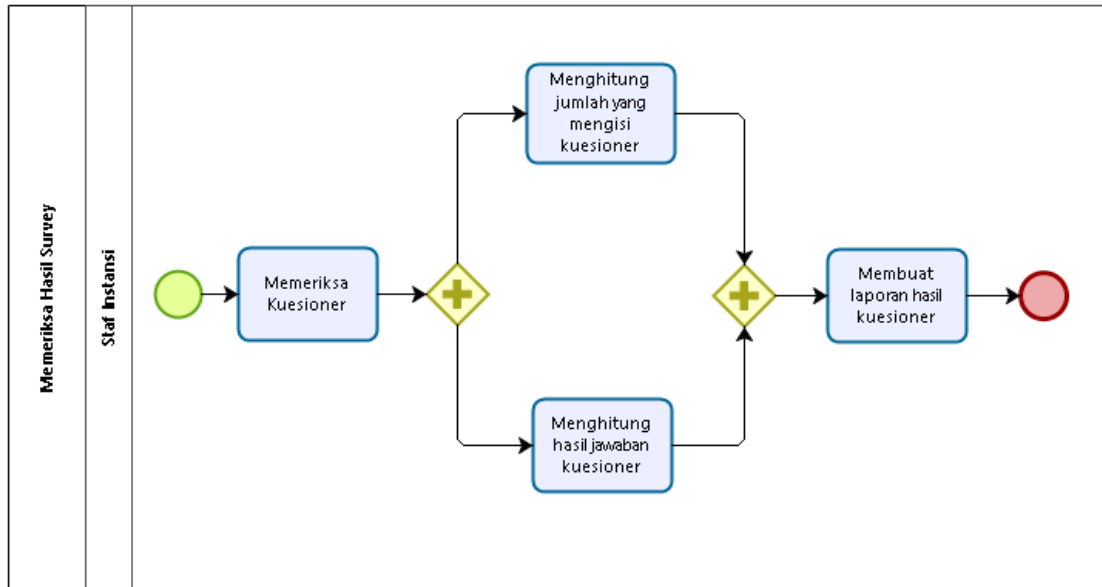 Memeriksa Hasil Survey
Staf Instansi
Memeriksa
Kuesioner
Menghitung
jumlah yang
mengisi
kuesioner
Menghitung
hasil jawaban
kuesioner
Membuat
laporan hasil
kuesioner